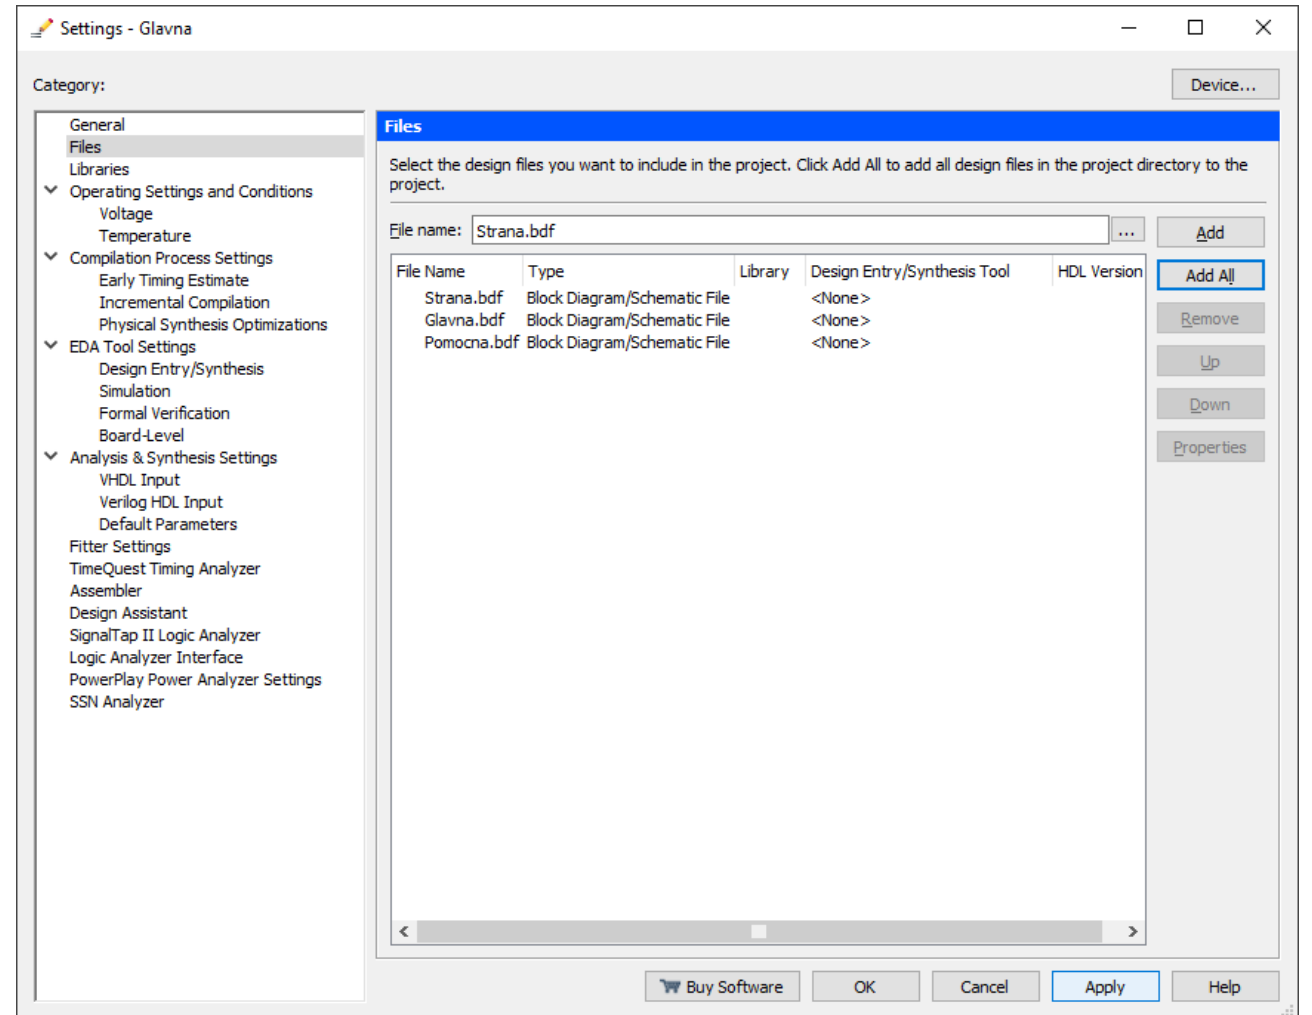 Settings - Glavna
Category:
Device...
General
Files
Libraries
Operating Settings and Conditions
Voltage
Temperature
Compilation Process Settings
Early Timing Estimate
Incremental Compilation
Physical Synthesis Optimizations
EDA Tool Settings
Design Entry/Synthesis
Simulation
Formal Verification
Board-Level
Analysis & Synthesis Settings
VHDL Input
Verilog HDL Input
Default Parameters
Fitter Settings
TimeQuest Timing Analyzer
Assembler
Design Assistant
SignalTap II Logic Analyzer
Logic Analyzer Interface
PowerPlay Power Analyzer Settings
SSN Analyzer
Files
Select the design files you want to include in the project. Click Add All to add all design files in the project directory to the
project.
File name: Strana.bdf ... Add
File Name Type Library Design Entry/Synthesis Tool HDL Version
Strana.bdf Block Diagram/Schematic File <None>
Glavna.bdf Block Diagram/Schematic File <None>
Pomocna.bdf Block Diagram/Schematic File <None>
Add All
Remove
Up
Down
Properties
Buy Software OK Cancel Apply Help